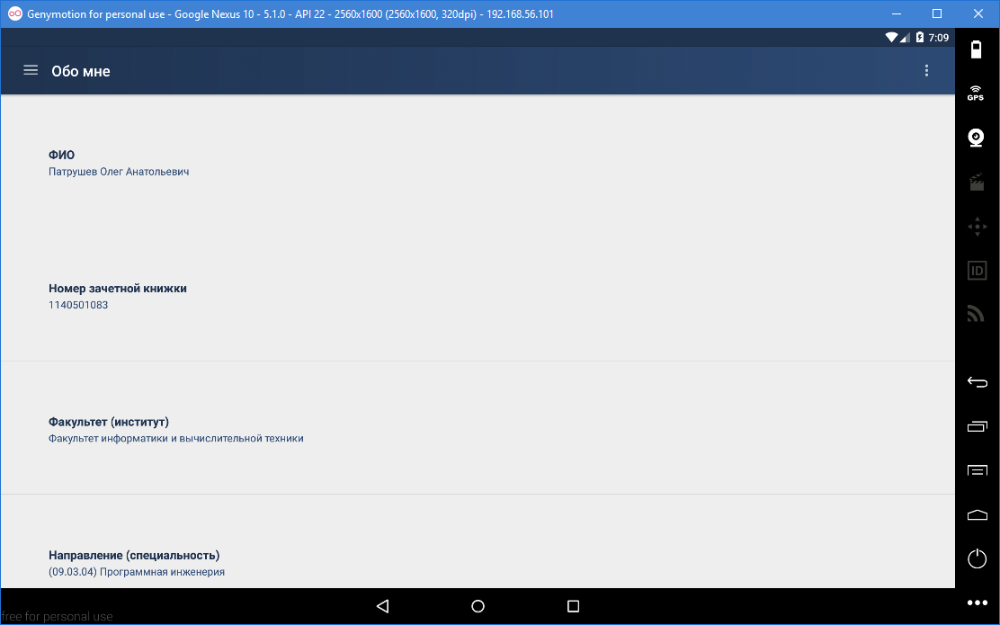 Genymotion for personal use - Google Nexus 10 - 5.1.0 - API 22 - 2560x1600 (2560x1600, 320dpi) - 192.168.56.101
7:09
Обо мне
GPS
ФИО
Патрушев Олег Анатольевич
ID
Номер зачетной книжки
1140501083
Факультет (институт)
Факультет информатики и вычислительной техники
Направление (специальность)
(09.03.04) Программная инженерия
free for personal use